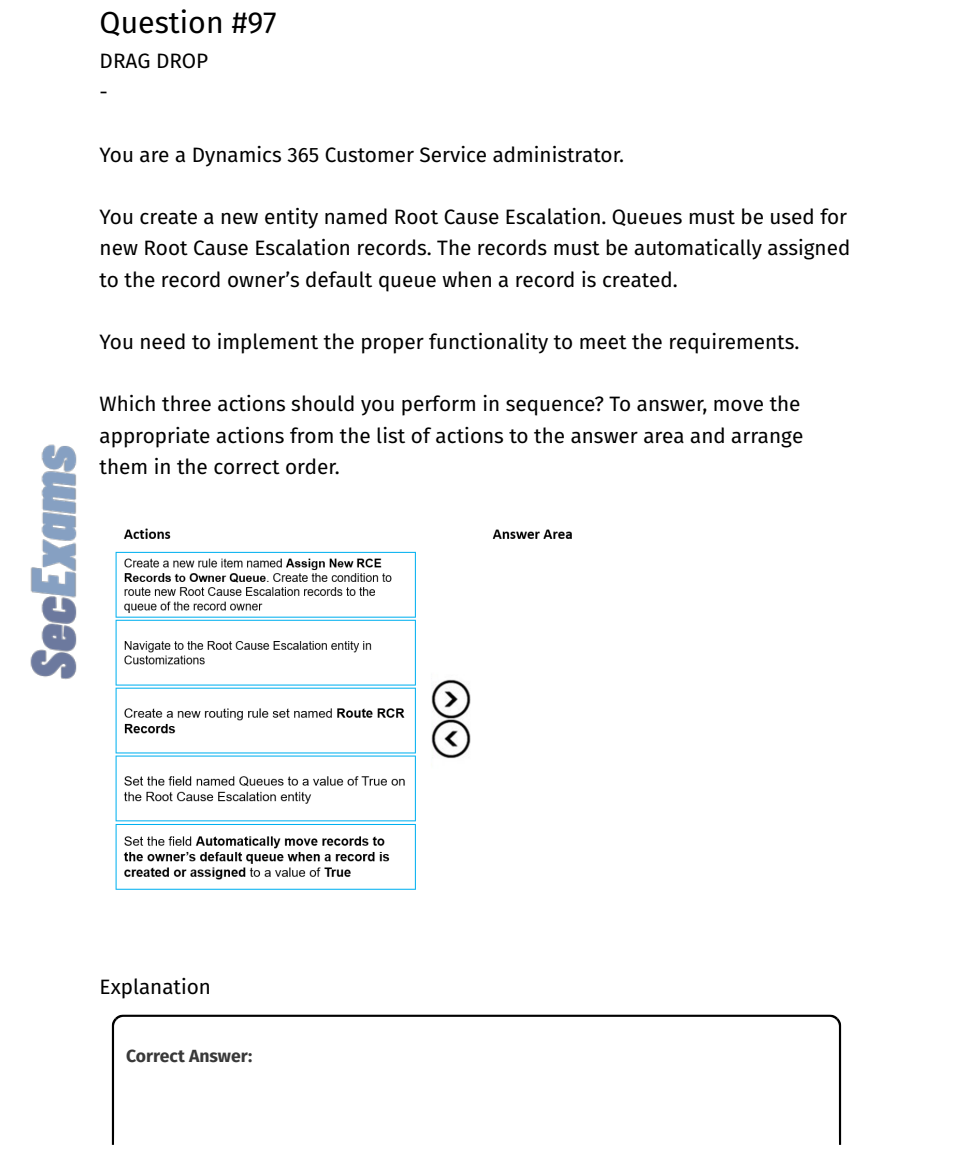 Question #97
DRAG DROP
-
You are a Dynamics 365 Customer Service administrator.
You create a new entity named Root Cause Escalation. Queues must be used for
new Root Cause Escalation records. The records must be automatically assigned
to the record owner’s default queue when a record is created.
You need to implement the proper functionality to meet the requirements.
Which three actions should you perform in sequence? To answer, move the
appropriate actions from the list of actions to the answer area and arrange
them in the correct order.
SecExams
Actions
Answer Area
Create a new rule item named Assign New RCE
Records to Owner Queue. Create the condition to
route new Root Cause Escalation records to the
queue of the record owner
Navigate to the Root Cause Escalation entity in
Customizations
Create a new routing rule set named Route RCR
Records
Set the field named Queues to a value of True on
the Root Cause Escalation entity
Set the field Automatically move records to
the owner’s default queue when a record is
created or assigned to a value of True
Explanation
Correct Answer: